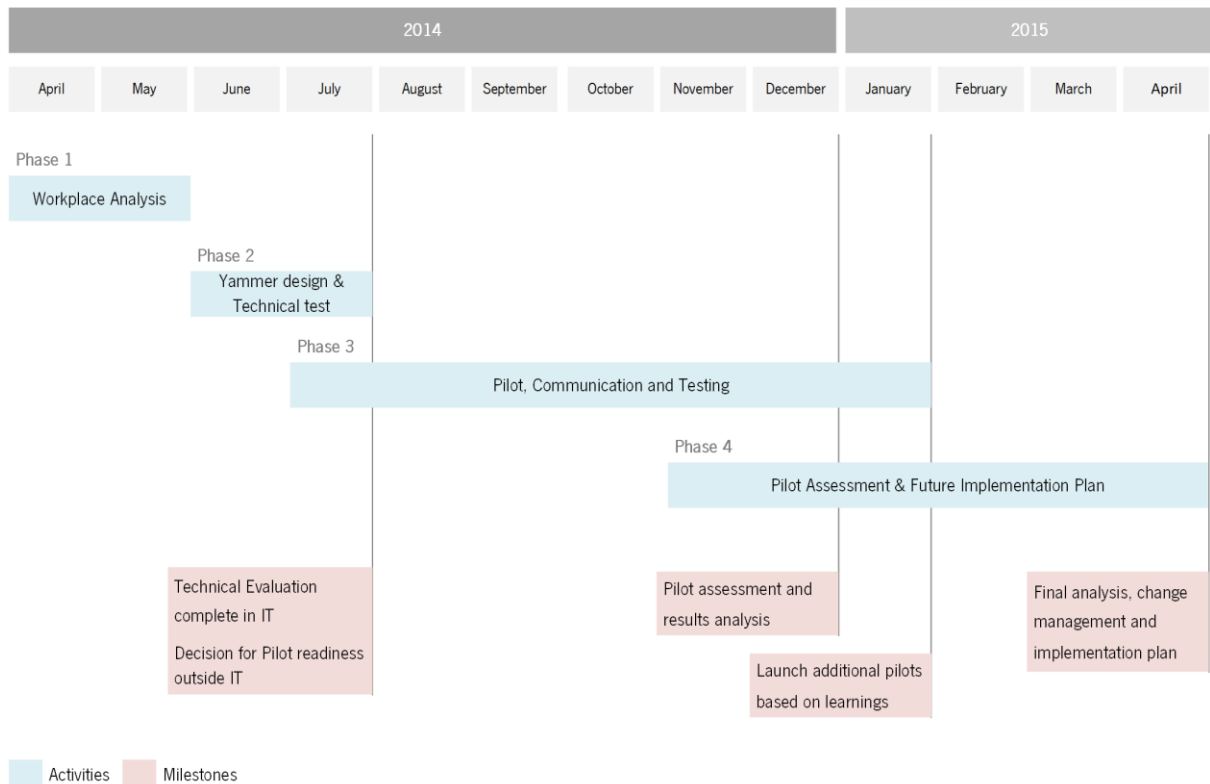 2014
2015
April
May
June
July
August
September
October
November
December
January
February
March
April
Phase 1
Workplace Analysis
Phase 2
Yammer design &
Technical test
Phase 3
Pilot, Communication and Testing
Phase 4
Pilot Assessment & Future Implementation Plan
Technical Evaluation
complete in IT
Decision for Pilot readiness
outside IT
Pilot assessment and
results analysis
Launch additional pilots
based on learnings
Final analysis, change
management and
implementation plan
Activities
Milestones